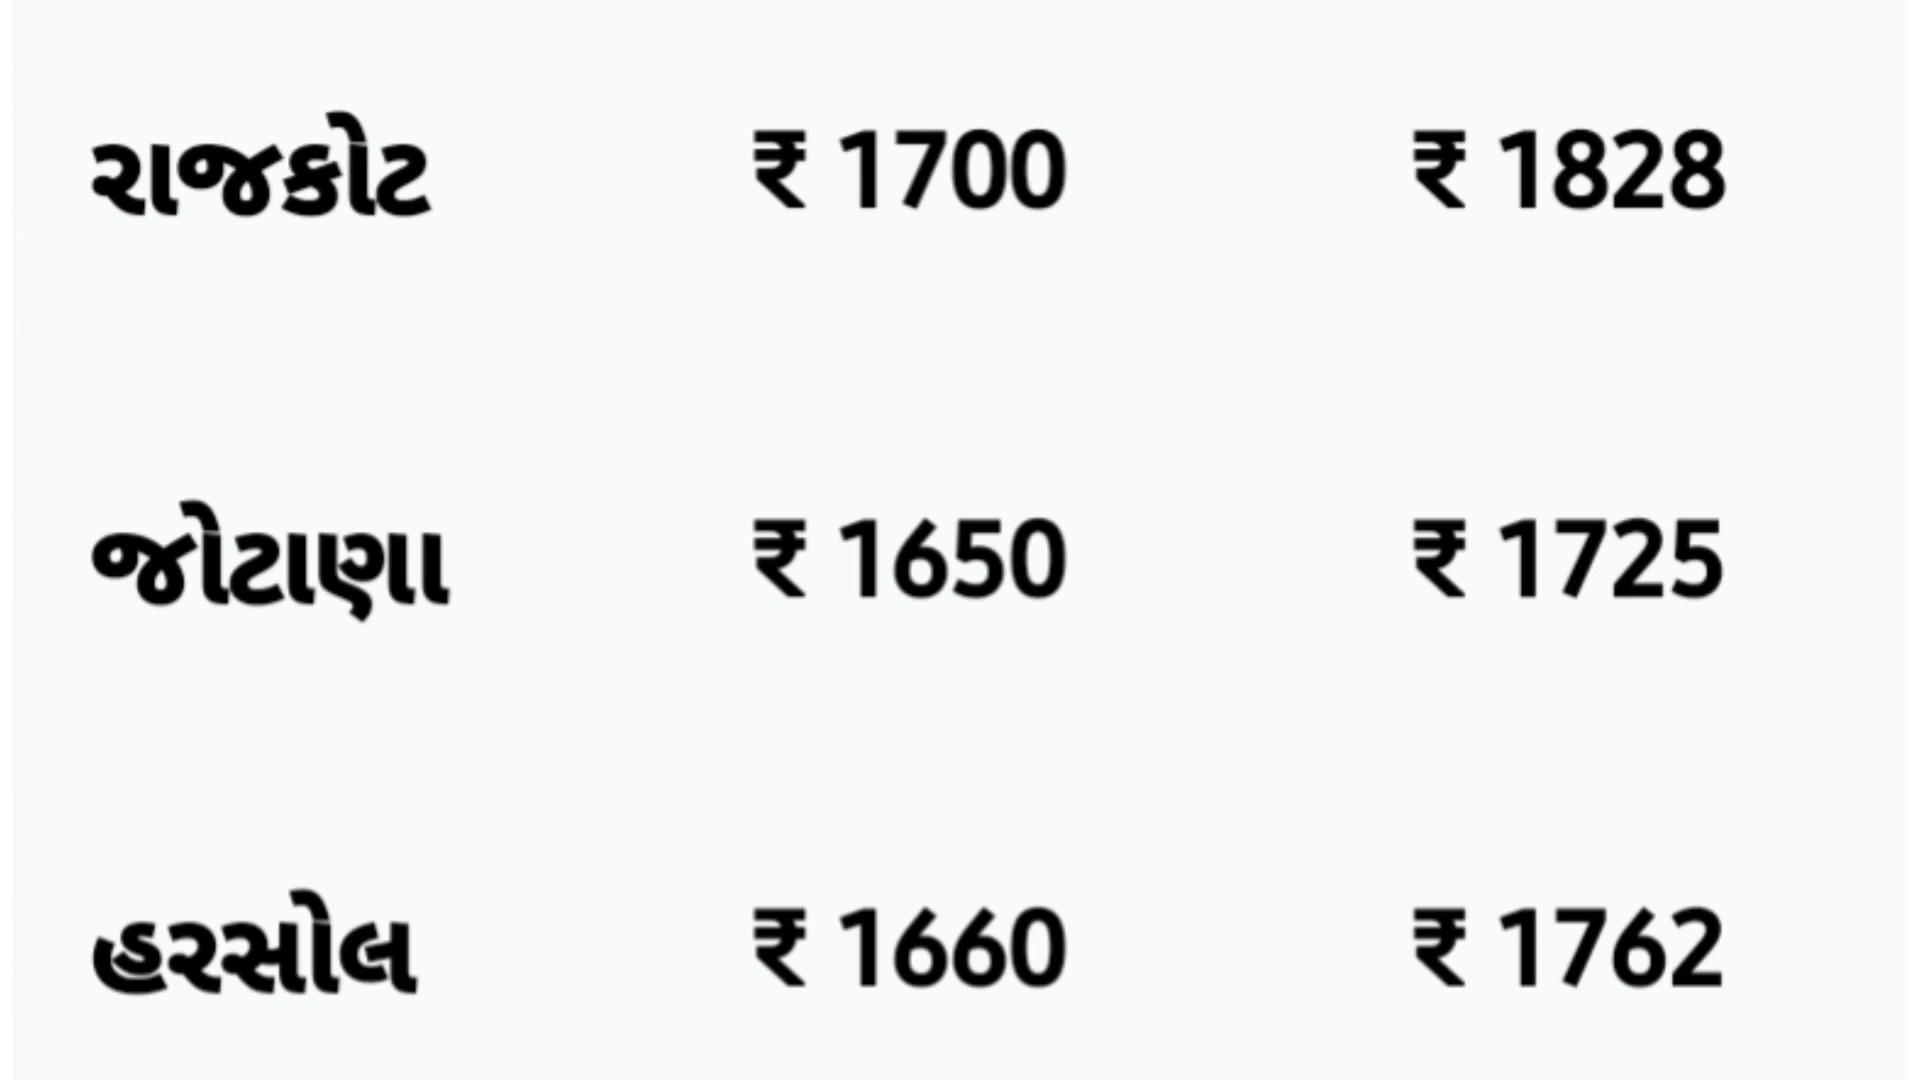 રાજકોટ ₹ 1700 ₹ 1828
જોટાણા ₹ 1650 ₹ 1725
હરસોલ ₹ 1660 ₹ 1762